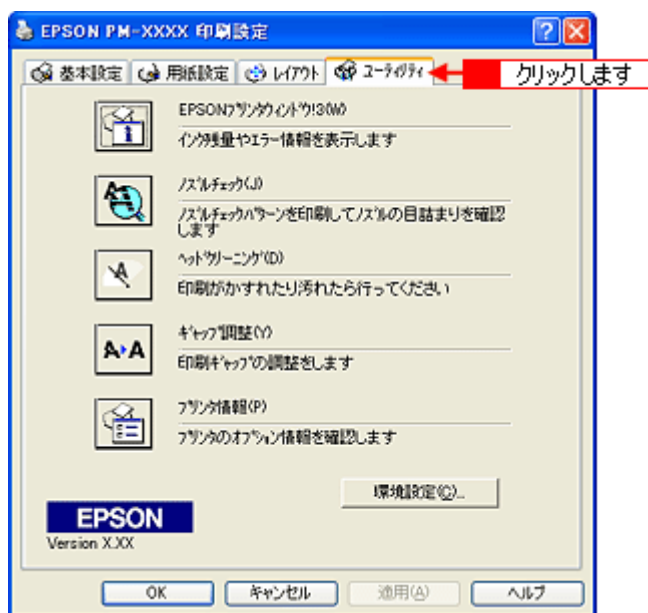 EPSON PM-XXXX 印刷設定
基本設定 用紙設定 レイアウト ユーティリティ クリックします
EPSONプリンタウィンドウ!3(W)
インク残量やエラー情報を表示します
ノズルチェック(J)
ノズルチェックパターンを印刷してノズルの目詰まりを確認
します
ヘッドクリーニング(D)
印刷がかすれたり汚れたら行ってください
ギャップ調整(Y)
印刷ギャップの調整をします
プリンタ情報(P)
プリンタのオプション情報を確認します
環境設定(C)...
EPSON
Version X.XX
OK キャンセル 適用(A) ヘルプ